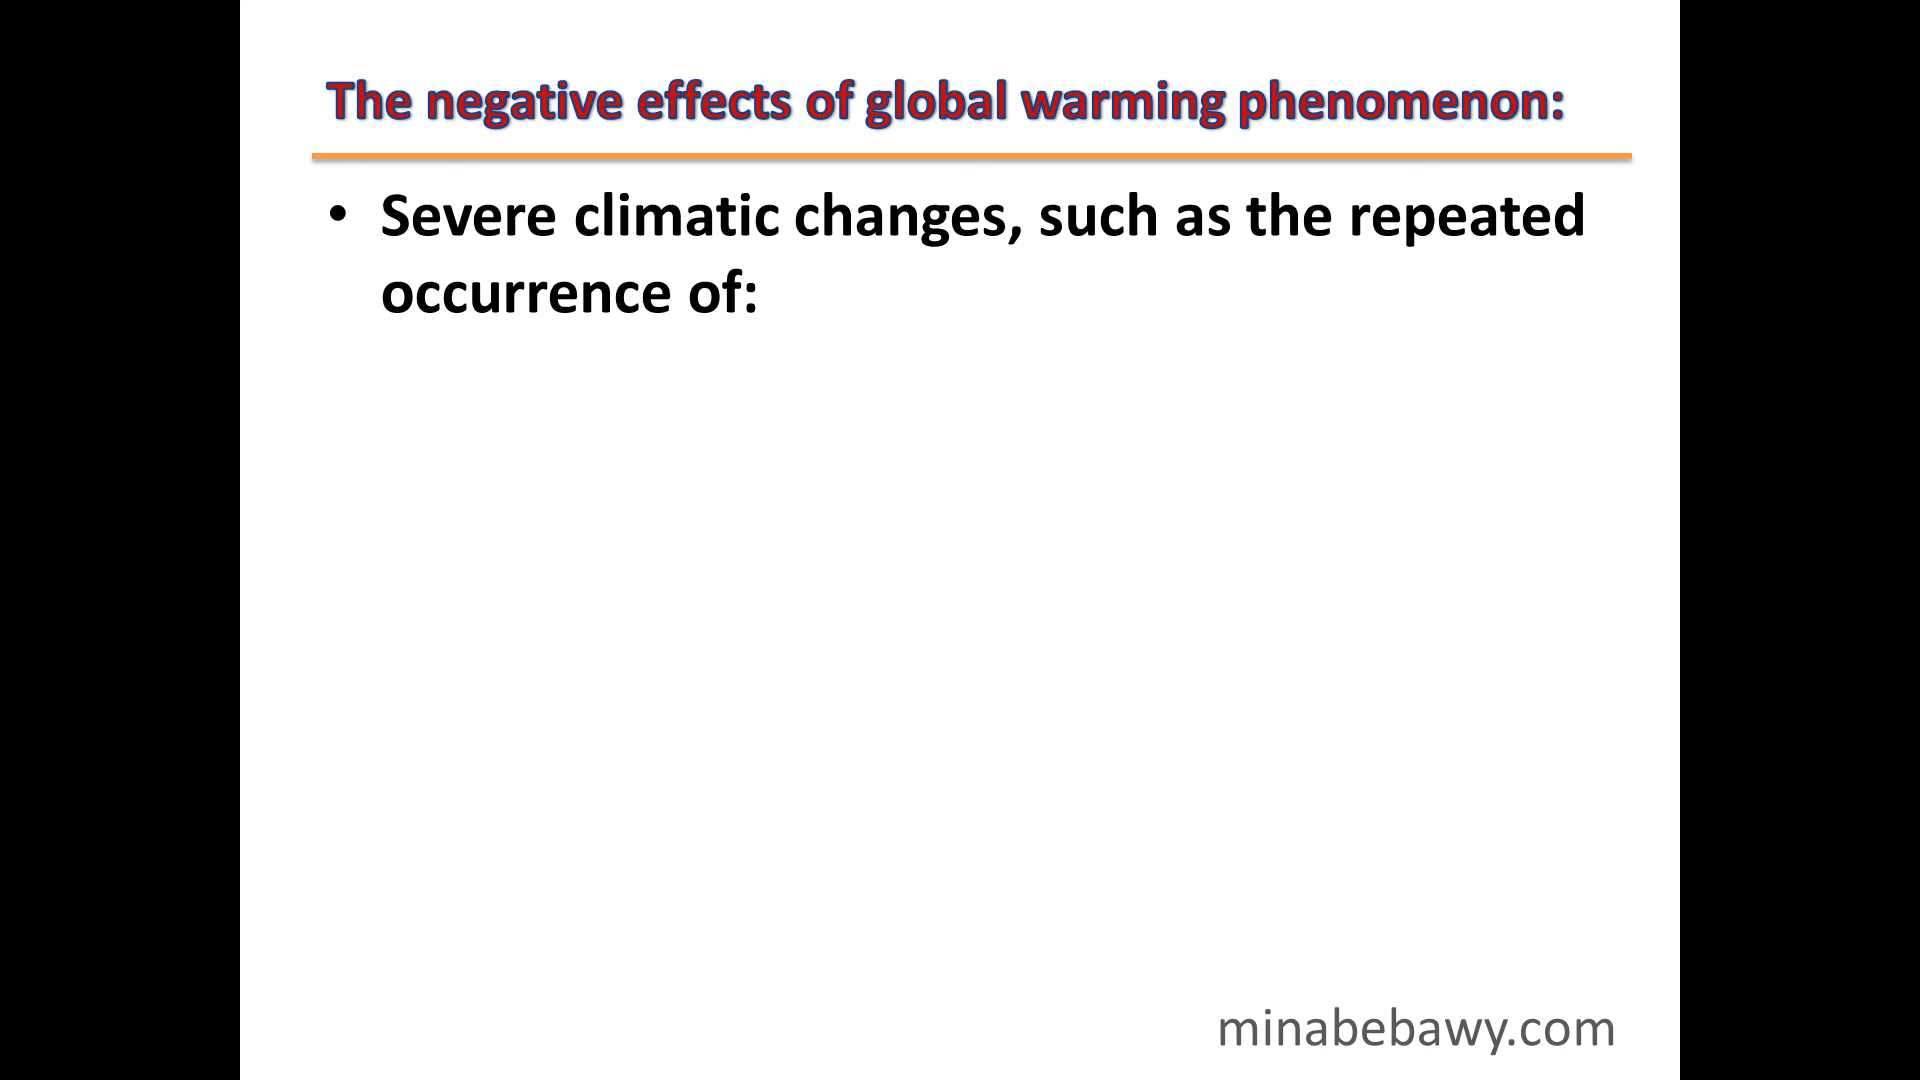 The negative effects of global warming phenomenon:
• Severe climatic changes, such as the repeated
occurrence of:
minabebawy.com